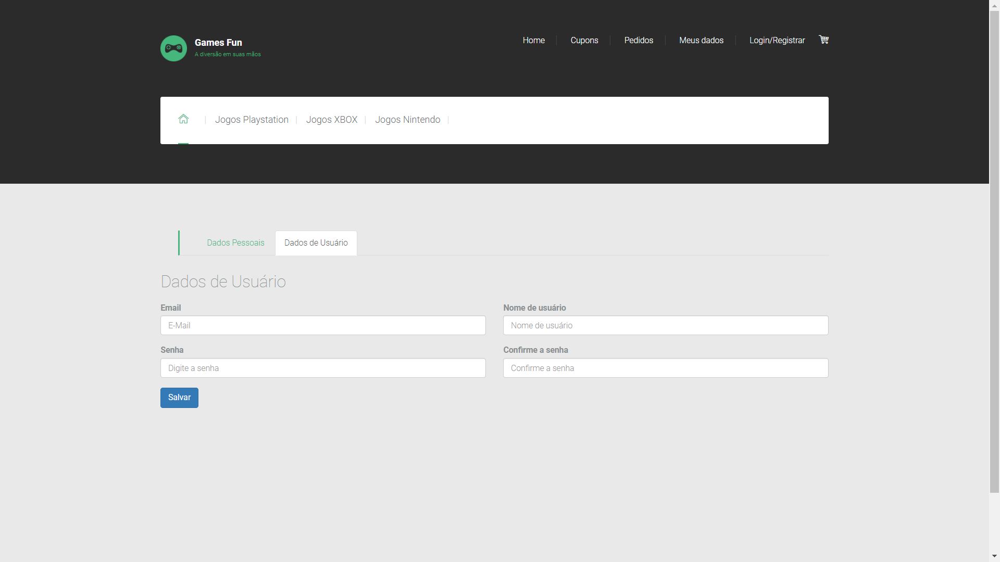 Games Fun
A diversão em suas mãos
Home
Cupons
Pedidos
Meus dados
Login/Registrar
Jogos Playstation
Jogos XBOX
Jogos Nintendo
Dados Pessoais
Dados de Usuário
Dados de Usuário
Email
Nome de usuário
E-Mail
Nome de usuário
Senha
Confirme a senha
Digite a senha
Confirme a senha
Salvar